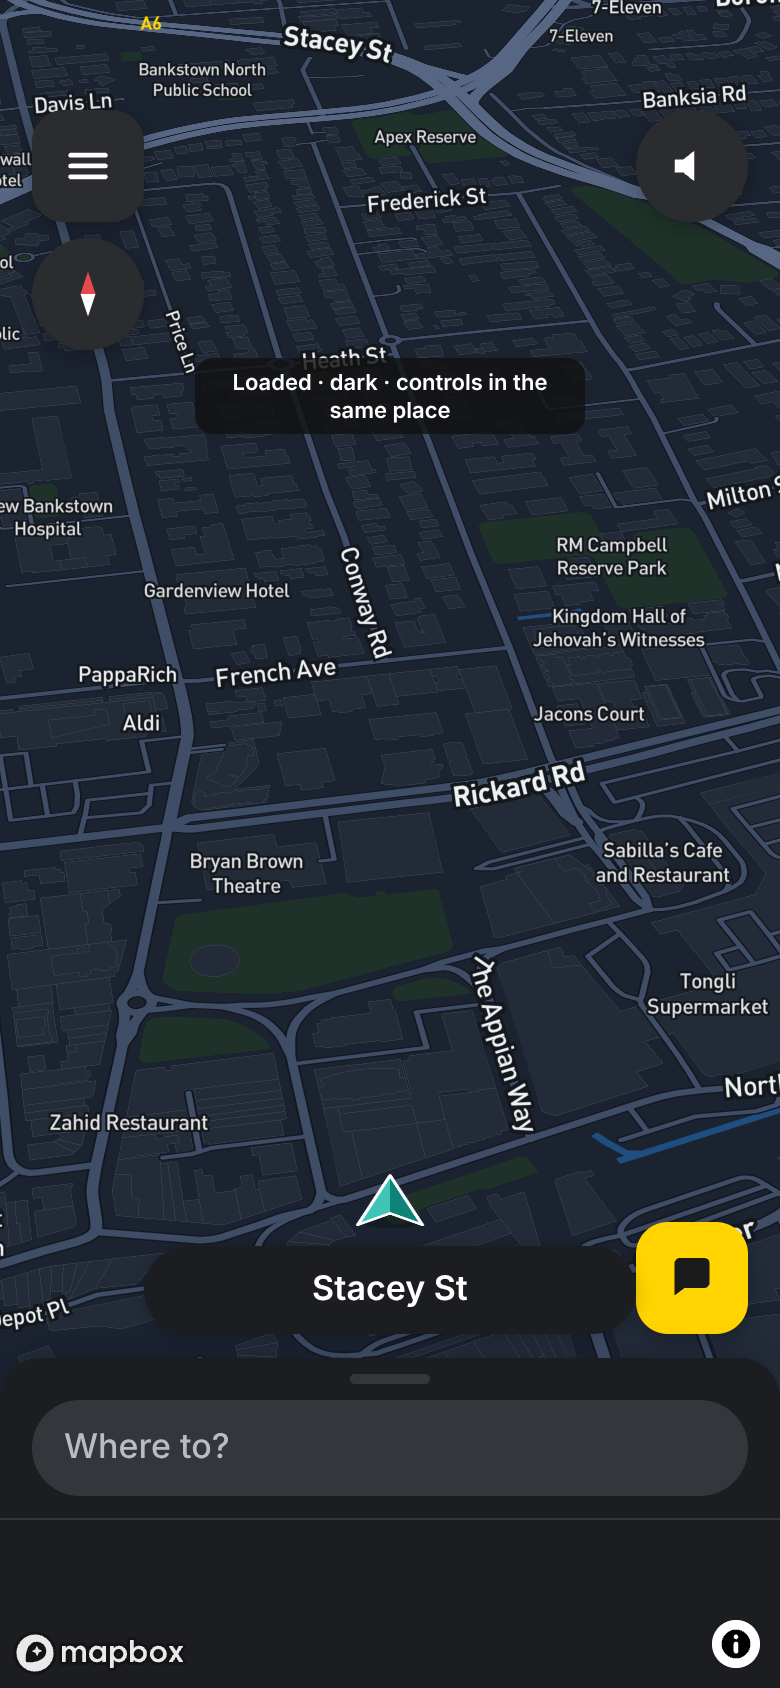 7-Eleven
A6
Stacey St
7-Eleven
Bankstown North
Public School
Davis Ln
Banksia Rd
Apex Reserve
Frederick St
Price Ln
Heath St
Loaded · dark · controls in the
same place
Milton
Bankstown
Hospital
RM Campbell
Reserve Park
Conway Rd
Gardenview Hotel
Kingdom Hall of
Jehovah's Witnesses
PappaRich
French Ave
Aldi
Jacons Court
Rickard Rd
Bryan Brown
Theatre
Sabilla's Cafe
and Restaurant
The Appian Way
Tongli
Supermarket
Zahid Restaurant
Stacey St
Where to?
mapbox